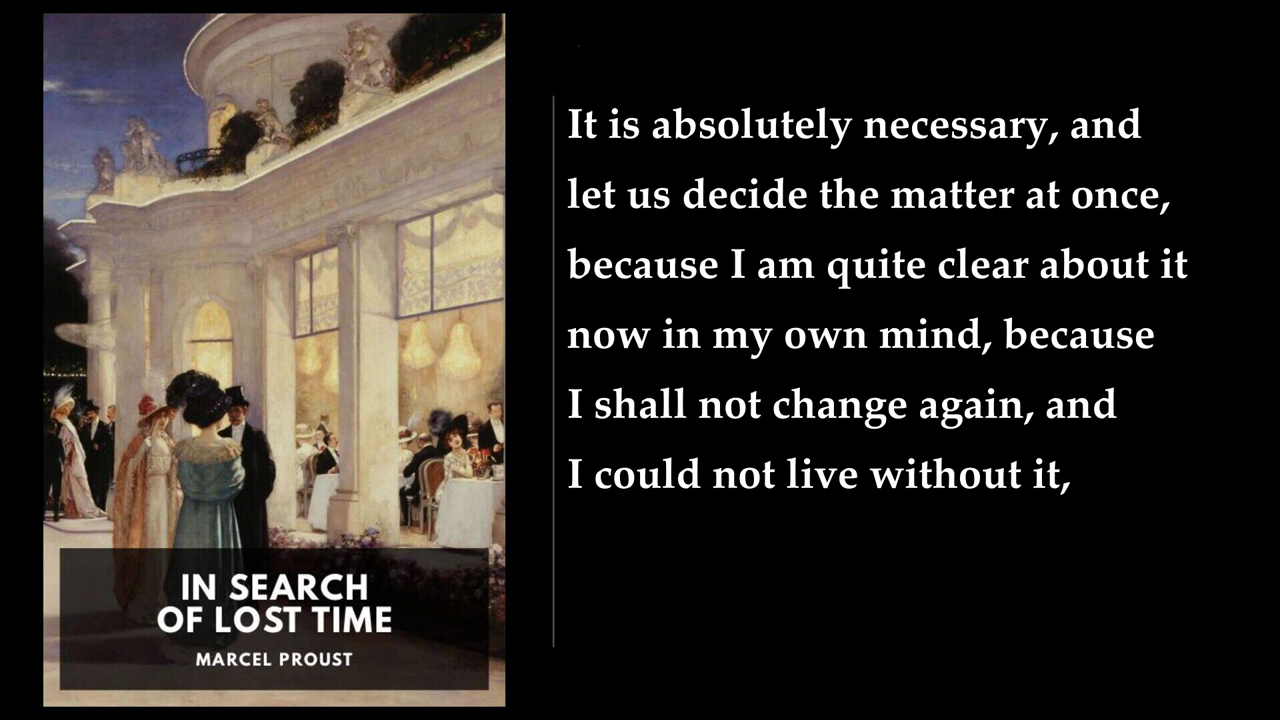 It is absolutely necessary, and
let us decide the matter at once,
because I am quite clear about it
now in my own mind, because
I shall not change again, and
I could not live without it,
IN SEARCH
OF LOST TIME
MARCEL PROUST